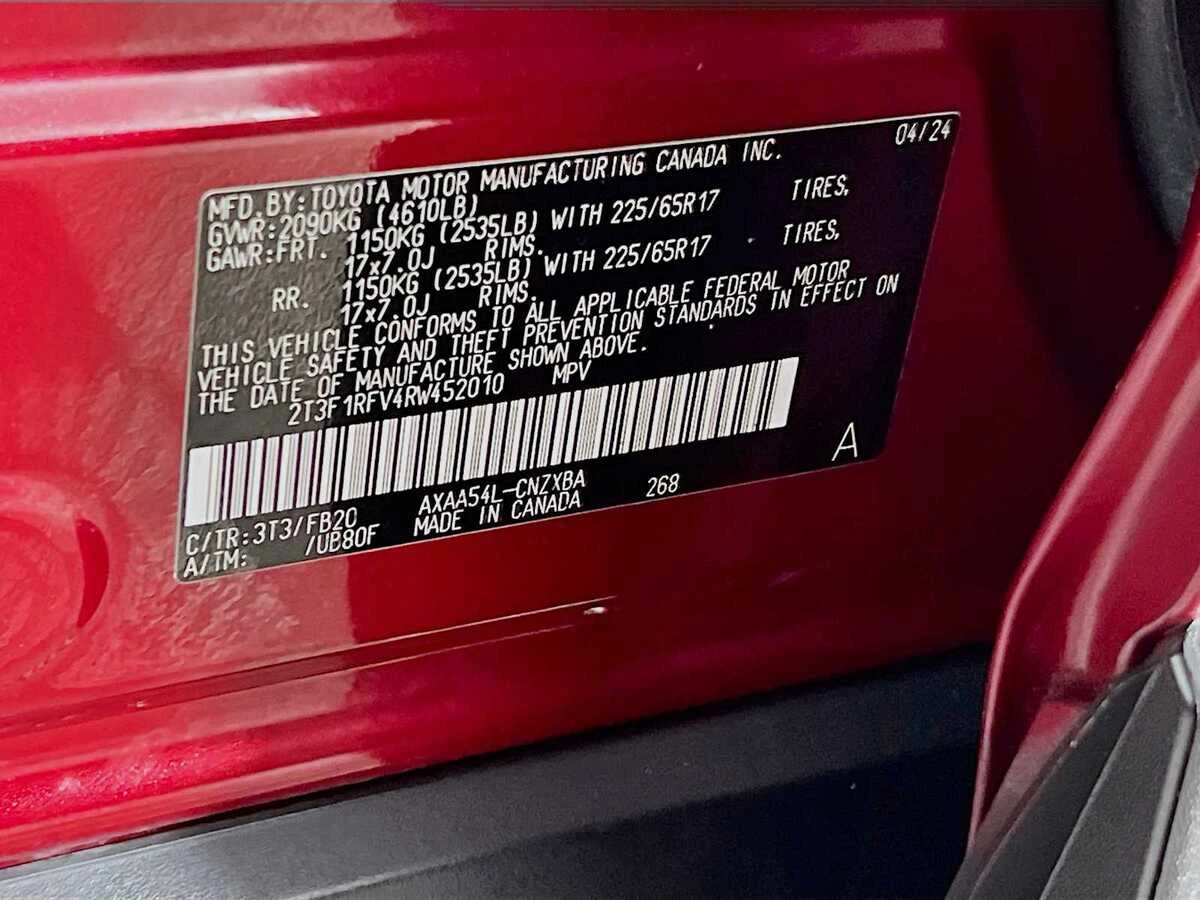 04/24
MFD.BY:TOYOTA MOTOR MANUFACTURING CANADA INC.
GVWR:2090KG (4610LB)
GAWR:FRT. 1150KG (2535LB) WITH 225/65R17 TIRES,
17x7.0J RIMS.
RR. 1150KG (2535LB) WITH 225/65R17 TIRES,
17x7.0J RIMS.
THIS VEHICLE CONFORMS TO ALL APPLICABLE FEDERAL MOTOR
VEHICLE SAFETY AND THEFT PREVENTION STANDARDS IN EFFECT ON
THE DATE OF MANUFACTURE SHOWN ABOVE.
2T3F1RFV4RW452010 MPV
A
C/TR:3T3/FB20 AXAA54L-CNZXBA 268
A/TM: /UB80F MADE IN CANADA